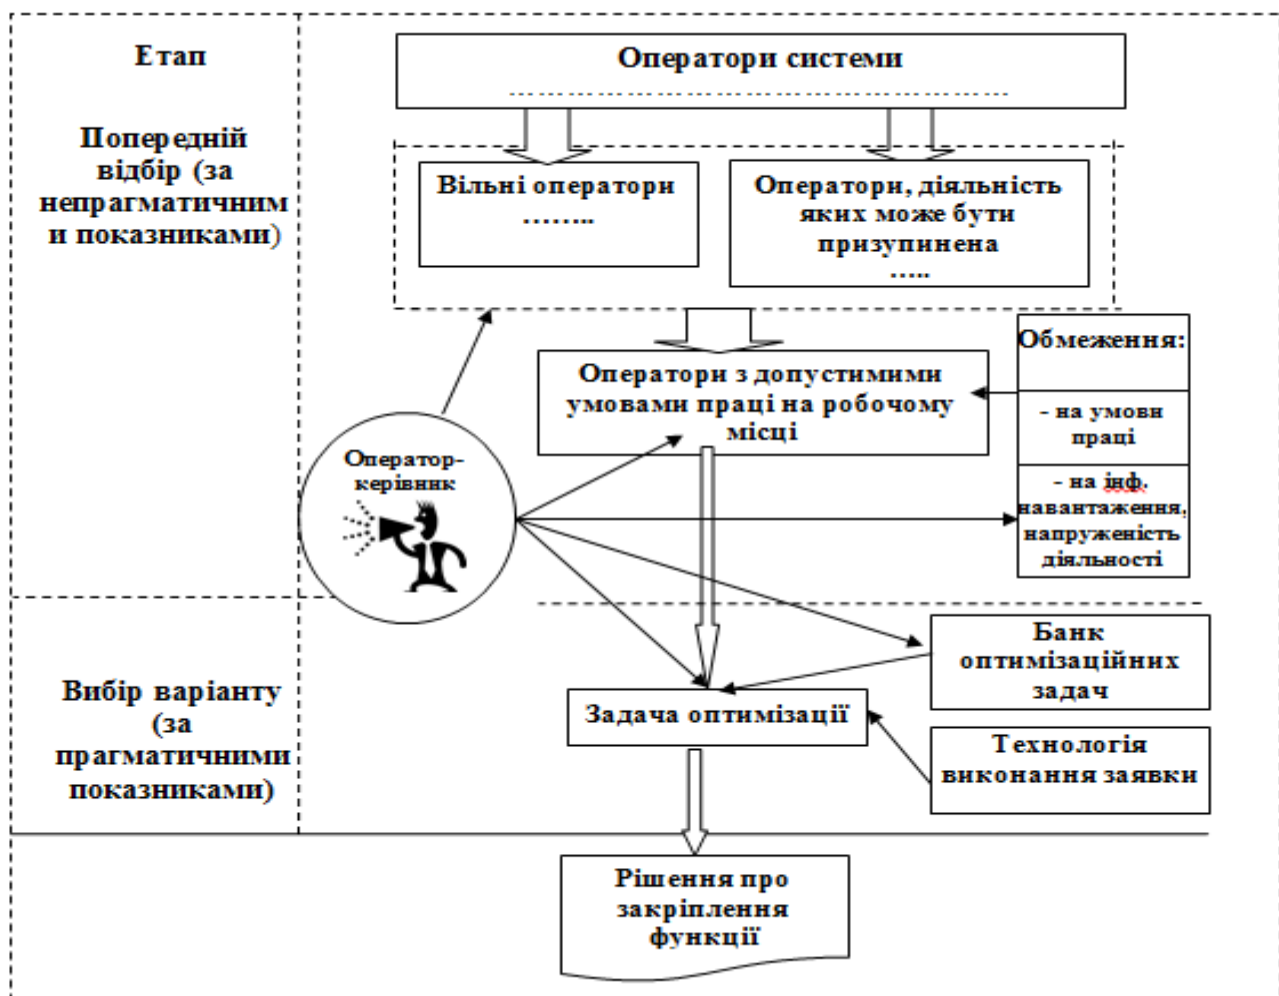 Етап
Попередній
відбір (за
непрагматичним
и показниками)
Оператори системи
……………………………………………
Вільні оператори
……..
Оператори, діяльність
яких може бути
призупинена
…..
Оператори з допустимими
умовами праці на робочому
місці
Обмеження:
- на умови
праці
- на інф.
навантаження,
напруженість
діяльності
Оператор-
керівник
Вибір варіанту
(за
прагматичними
показниками)
Банк
оптимізаційних
задач
Задача оптимізації
Технологія
виконання заявки
Рішення про
закріплення
функції